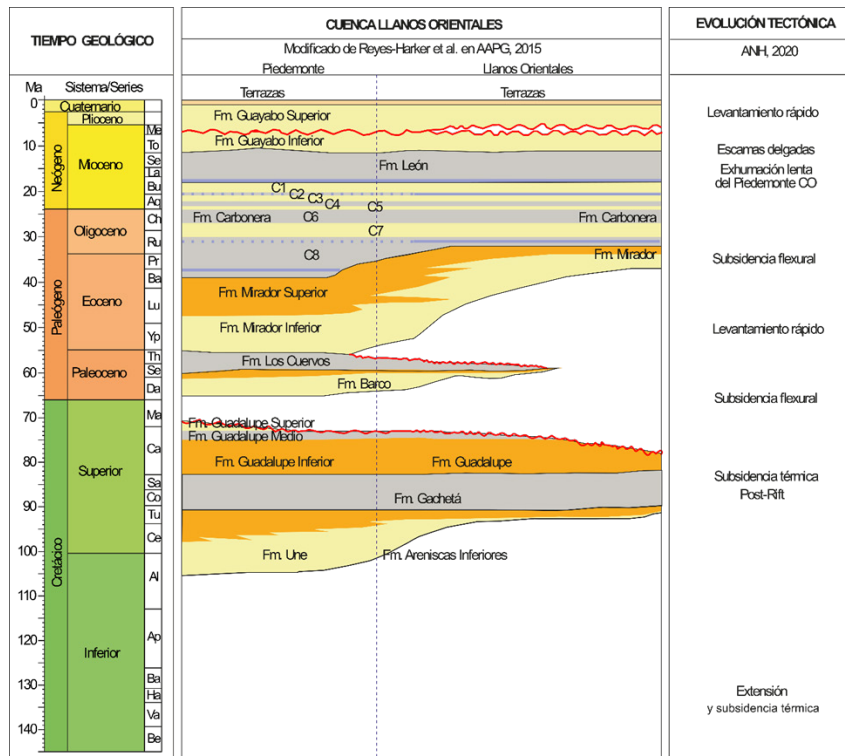 TIEMPO GEOLÓGICO
CUENCA LLANOS ORIENTALES
Modificado de Reyes-Harker et al. en AAPG, 2015
EVOLUCIÓN TECTÓNICA
ANH, 2020
Ma
Sistema/Series
Piedemonte
Llanos Orientales
Terrazas
Terrazas
0
10
20
30
40
50
60
70
80
90
100
110
120
130
140
Cuaternario
Neógeno
Plioceno
Mioceno
Paleógeno
Oligoceno
Eoceno
Paleoceno
Cretácico
Superior
Inferior
Me
To
Se
La
Bu
Aq
Ch
Ru
Pr
Ba
Lu
Yp
Th
Se
Da
Ma
Ca
Sa
Co
Tu
Ce
Al
Ap
Ba
Ha
Va
Be
Fm. Guayabo Superior
Fm. Guayabo Inferior
Fm. León
C1
C2
C3
C4
C5
Fm. Carbonera
C6
Fm. Carbonera
C7
C8
Fm. Mirador
Fm. Mirador Superior
Fm. Mirador Inferior
Fm. Los Cuervos
Fm. Barco
Fm. Guadalupe Superior
Fm. Guadalupe Medio
Fm. Guadalupe Inferior
Fm. Guadalupe
Fm. Gachetá
Fm. Une
Fm. Areniscas Inferiores
Levantamiento rápido
Escamas delgadas
Exhumación lenta
del Piedemonte CO
Subsidencia flexural
Levantamiento rápido
Subsidencia flexural
Subsidencia térmica
Post-Rift
Extensión
y subsidencia térmica